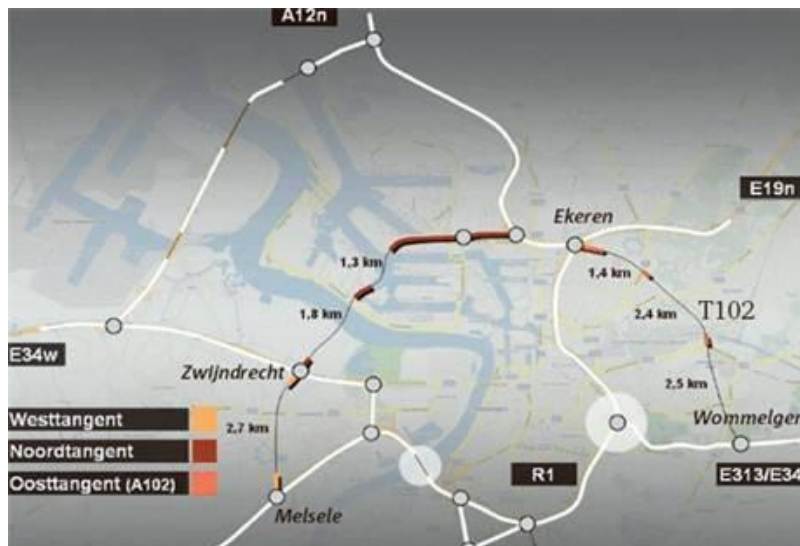 A12n
Ekeren
E19n
1,3 km
1,4 km
1,8 km
2,4 km
T102
E34w
Zwijndrecht
2,5 km
Westtangent
2,7 km
Wommelgem
Noordtangent
Oosttangent (A102)
R1
E313/E34
Melsele